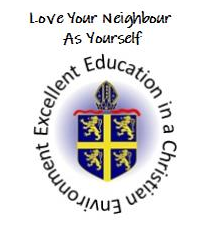 Love Your Neighbour
As Yourself
Excellent Education in a Christian Environment